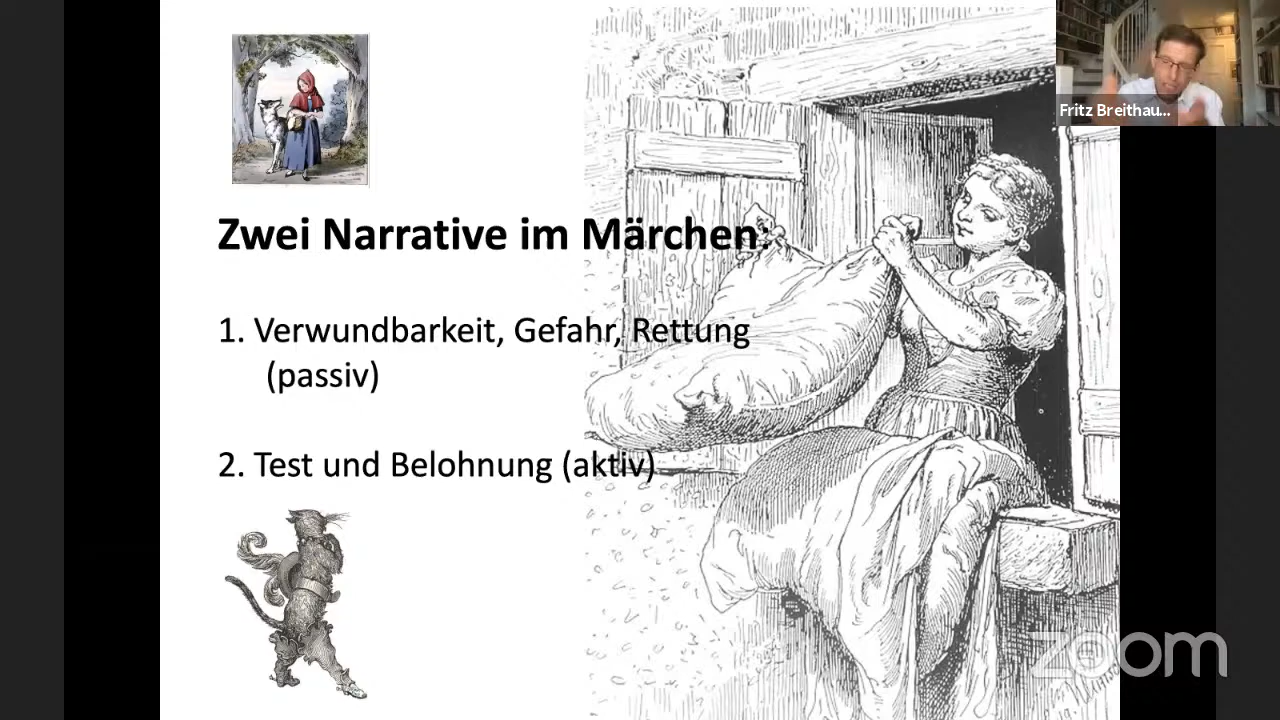 Fritz Breithau...
Zwei Narrative im Märchen:
1. Verwundbarkeit, Gefahr, Rettung
(passiv)
2. Test und Belohnung (aktiv)
zoom